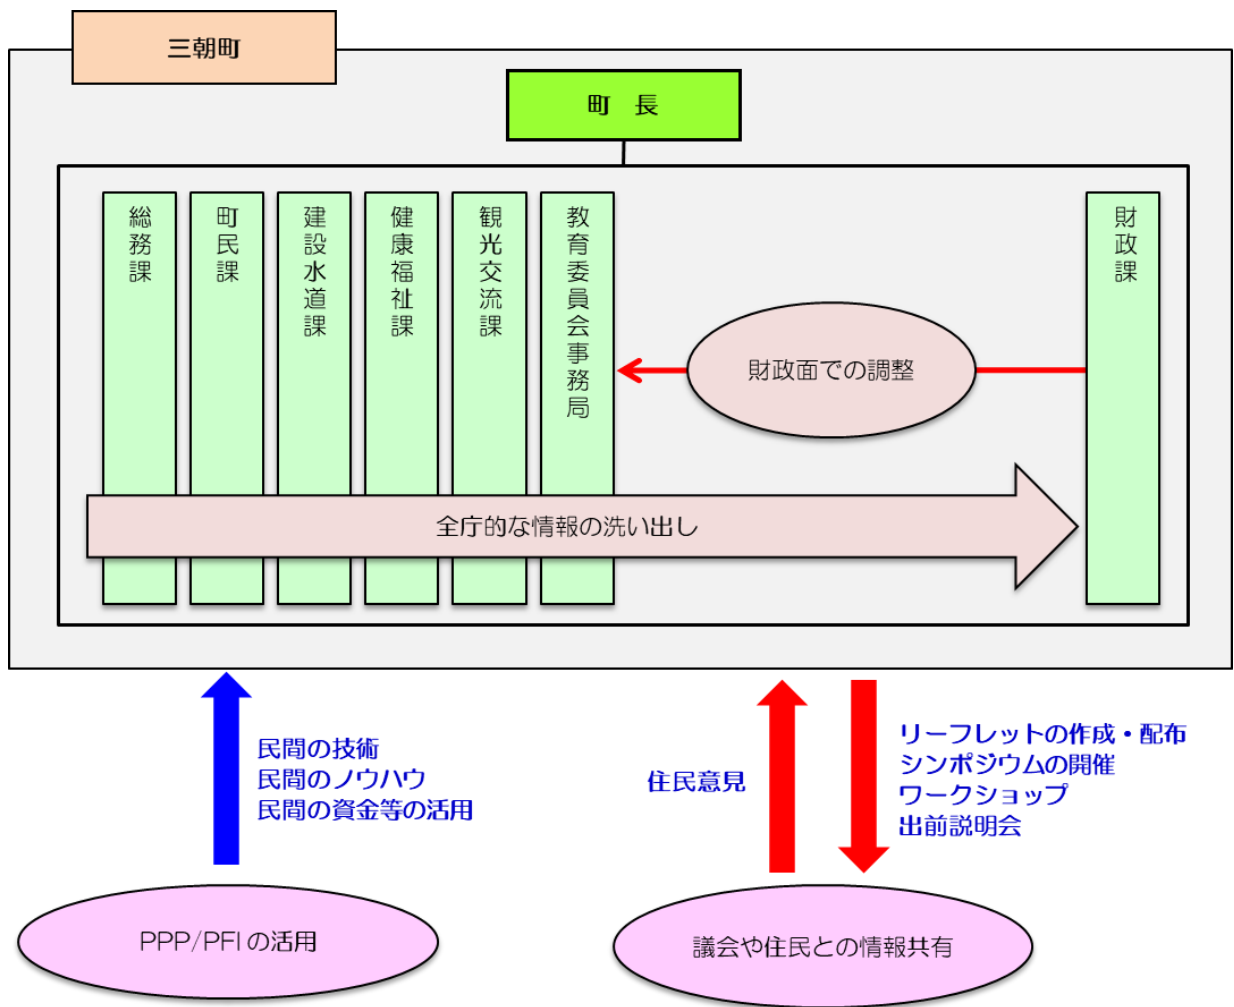 三朝町
町　長
総務課
町民課
建設水道課
健康福祉課
観光交流課
教育委員会事務局
財政課
財政面での調整
全庁的な情報の洗い出し
民間の技術
民間のノウハウ
民間の資金等の活用
住民意見
リーフレットの作成・配布
シンポジウムの開催
ワークショップ
出前説明会
PPP/PFIの活用
議会や住民との情報共有